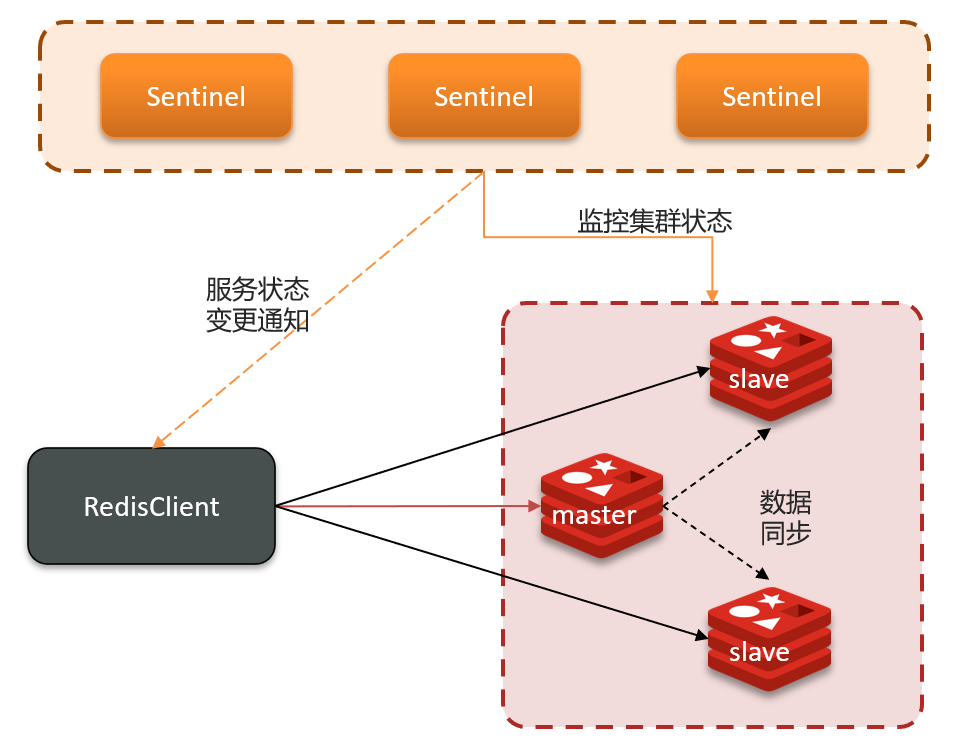 Sentinel
Sentinel
Sentinel
监控集群状态
服务状态
变更通知
slave
RedisClient
master
数据
同步
slave